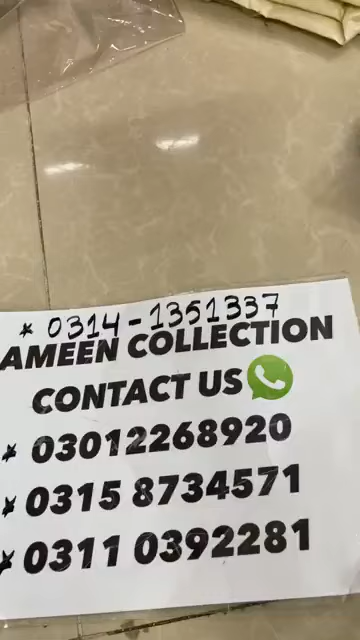 * 0314-1351337
AMEEN COLLECTION
CONTACT US
* 03012268920
* 0315 8734571
* 0311 0392281